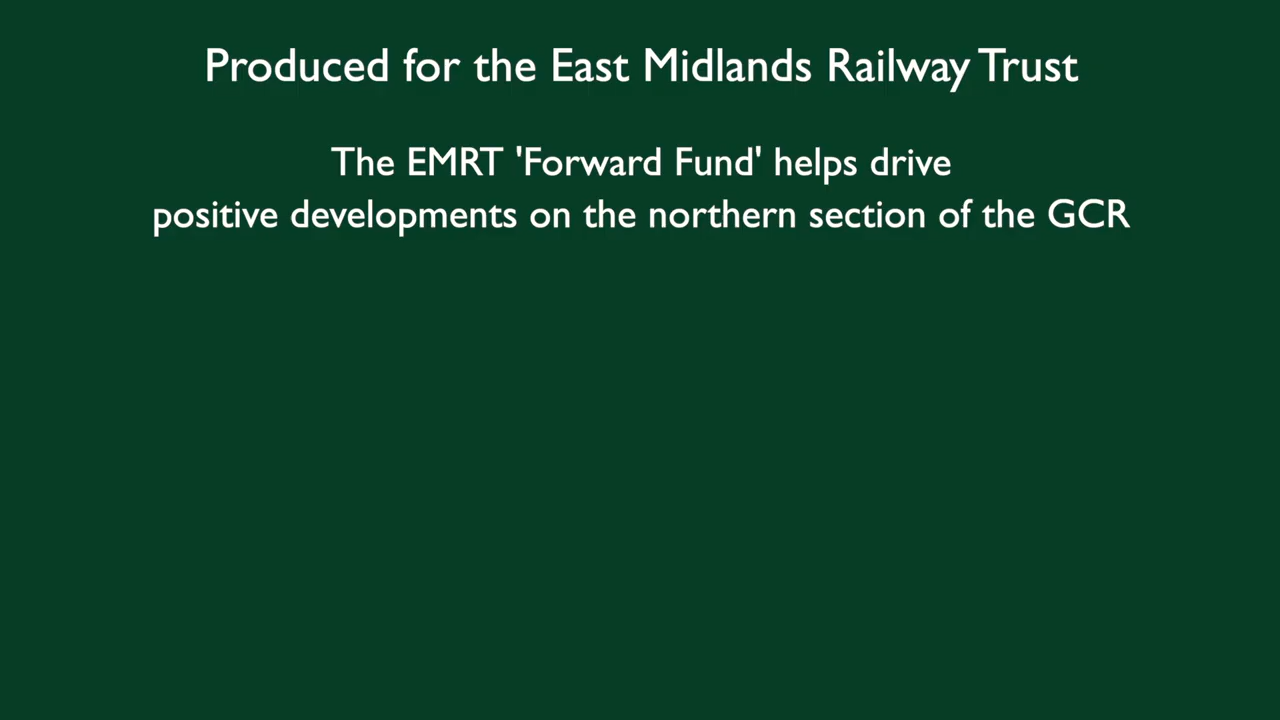 Produced for the East Midlands Railway Trust
The EMRT 'Forward Fund' helps drive
positive developments on the northern section of the GCR